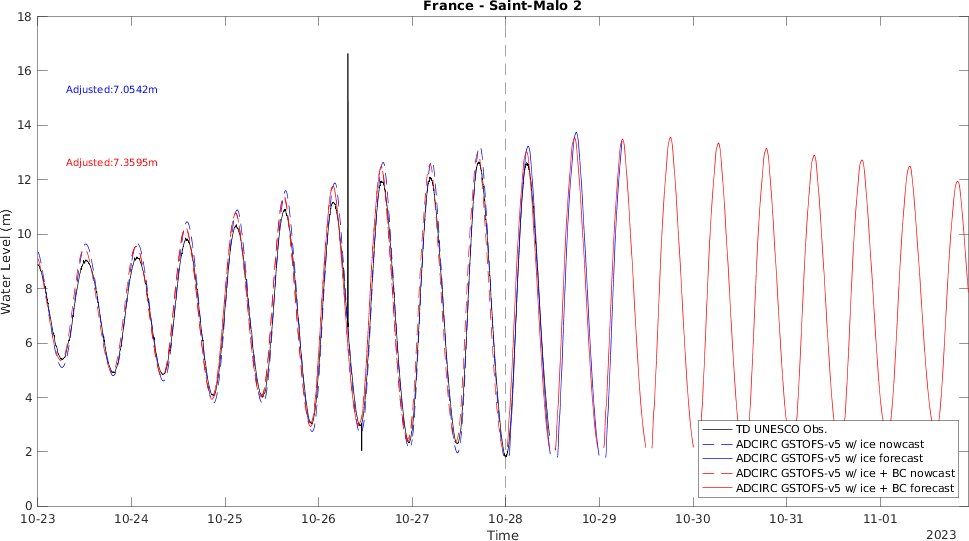 France - Saint-Malo 2
18
16
14
12
10
8
6
4
2
0
Water Level (m)
Adjusted:7.0542m
Adjusted:7.3595m
TD UNESCO Obs.
ADCIRC GSTOFS-v5 w/ ice nowcast
ADCIRC GSTOFS-v5 w/ ice forecast
ADCIRC GSTOFS-v5 w/ ice + BC nowcast
ADCIRC GSTOFS-v5 w/ ice + BC forecast
10-23 10-24 10-25 10-26 10-27 10-28 10-29 10-30 10-31 11-01
Time
2023